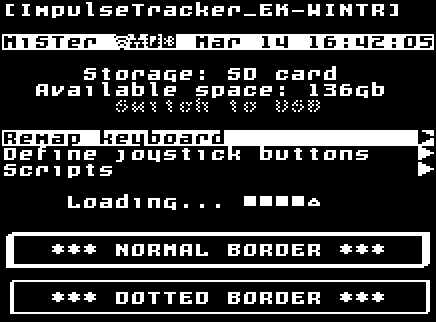 [ImpulseTracker_EK-WINTR]
MiSTer Mar 14 16:42:05
Storage: SD card
Available space: 136gb
Switch to USB
Remap keyboard
Define joystick buttons
Scripts
Loading...
*** NORMAL BORDER ***
*** DOTTED BORDER ***